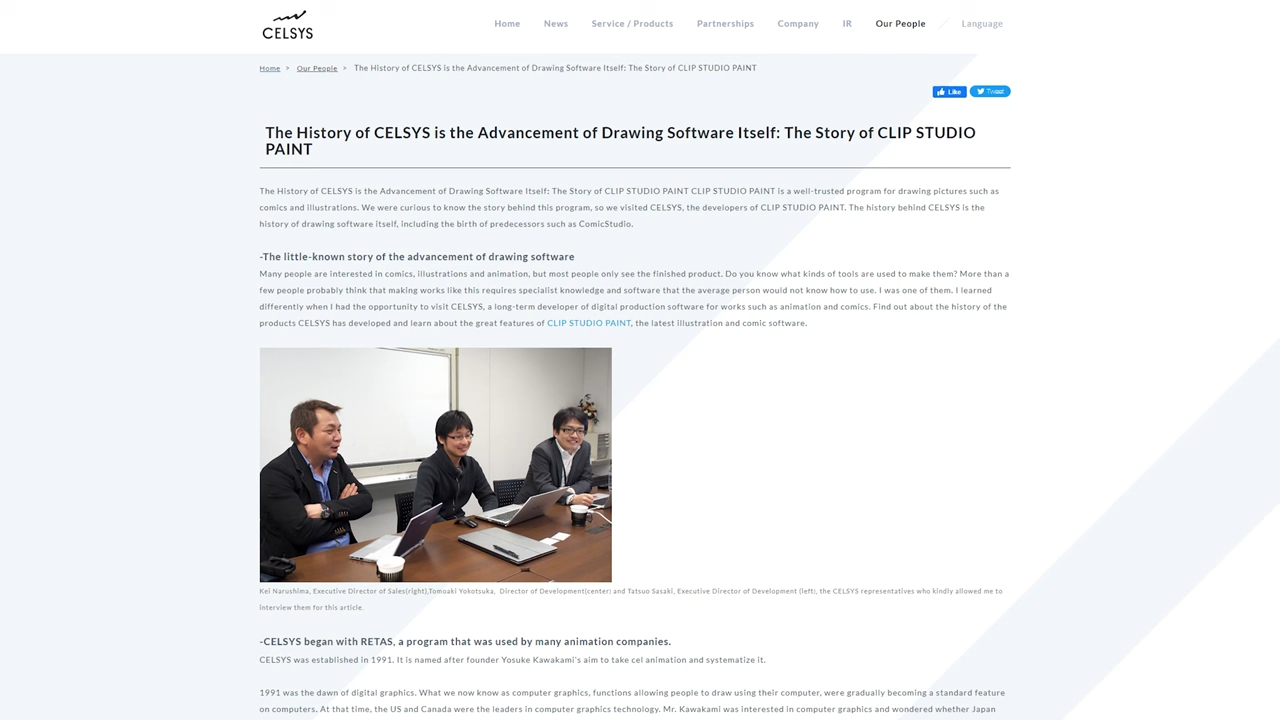 CELSYS
Home News Service / Products Partnerships Company IR Our People Language
Home > Our People > The History of CELSYS is the Advancement of Drawing Software Itself: The Story of CLIP STUDIO PAINT
Like Tweet
The History of CELSYS is the Advancement of Drawing Software Itself: The Story of CLIP STUDIO
PAINT
The History of CELSYS is the Advancement of Drawing Software Itself: The Story of CLIP STUDIO PAINT CLIP STUDIO PAINT is a well-trusted program for drawing pictures such as
comics and illustrations. We were curious to know the story behind this program, so we visited CELSYS, the developers of CLIP STUDIO PAINT. The history behind CELSYS is the
history of drawing software itself, including the birth of predecessors such as ComicStudio.
-The little-known story of the advancement of drawing software
Many people are interested in comics, illustrations and animation, but most people only see the finished product. Do you know what kinds of tools are used to make them? More than a
few people probably think that making works like this requires specialist knowledge and software that the average person would not know how to use. I was one of them. I learned
differently when I had the opportunity to visit CELSYS, a long-term developer of digital production software for works such as animation and comics. Find out about the history of the
products CELSYS has developed and learn about the great features of CLIP STUDIO PAINT, the latest illustration and comic software.
Kei Narushima, Executive Director of Sales(right),Tomoaki Yokotsuka, Director of Development(center) and Tatsuo Sasaki, Executive Director of Development (left), the CELSYS representatives who kindly allowed me to
interview them for this article.
-CELSYS began with RETAS, a program that was used by many animation companies.
CELSYS was established in 1991. It is named after founder Yosuke Kawakami's aim to take cel animation and systematize it.
1991 was the dawn of digital graphics. What we now know as computer graphics, functions allowing people to draw using their computer, were gradually becoming a standard feature
on computers. At that time, the US and Canada were the leaders in computer graphics technology. Mr. Kawakami was interested in computer graphics and wondered whether Japan